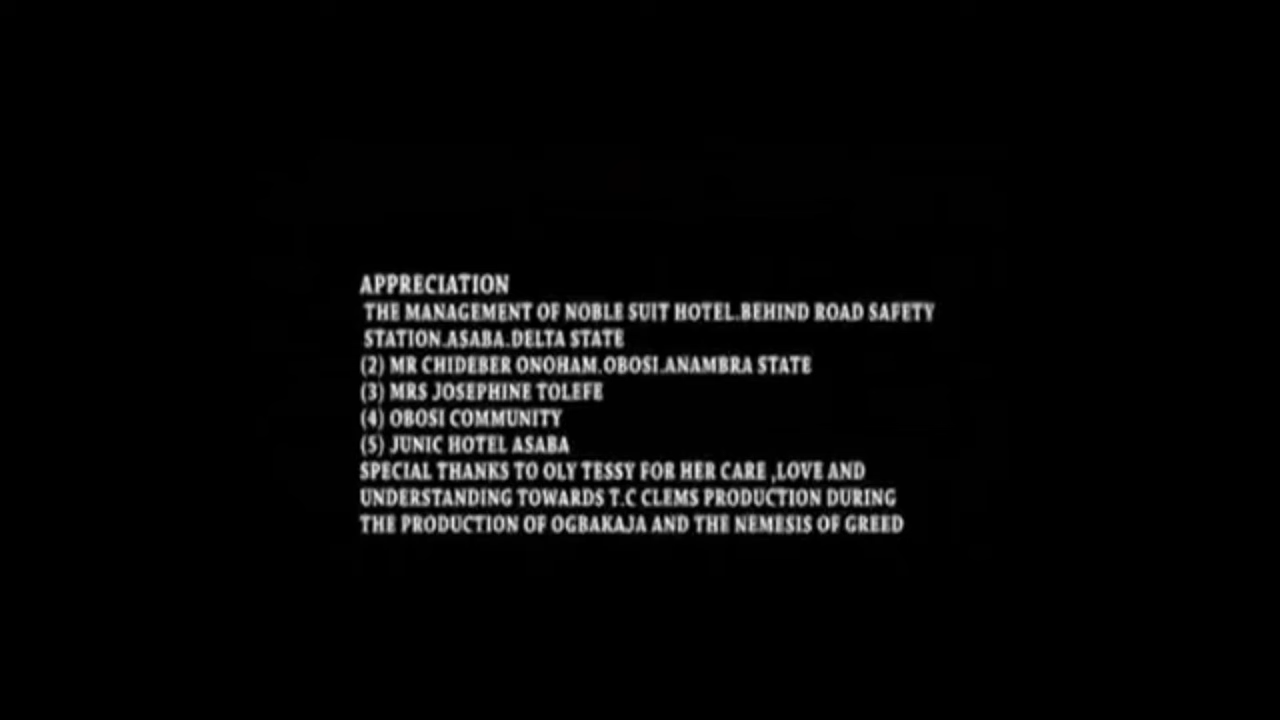 APPRECIATION
THE MANAGEMENT OF NOBLE SUIT HOTEL.BEHIND ROAD SAFETY
STATION.ASABA.DELTA STATE
(2) MR CHIDEBER ONOHAM.OBOSI.ANAMBRA STATE
(3) MRS JOSEPHINE TOLEFE
(4) OBOSI COMMUNITY
(5) JUNIC HOTEL ASABA
SPECIAL THANKS TO OLY TESSY FOR HER CARE ,LOVE AND
UNDERSTANDING TOWARDS T.C CLEMS PRODUCTION DURING
THE PRODUCTION OF OGBAKAJA AND THE NEMESIS OF GREED